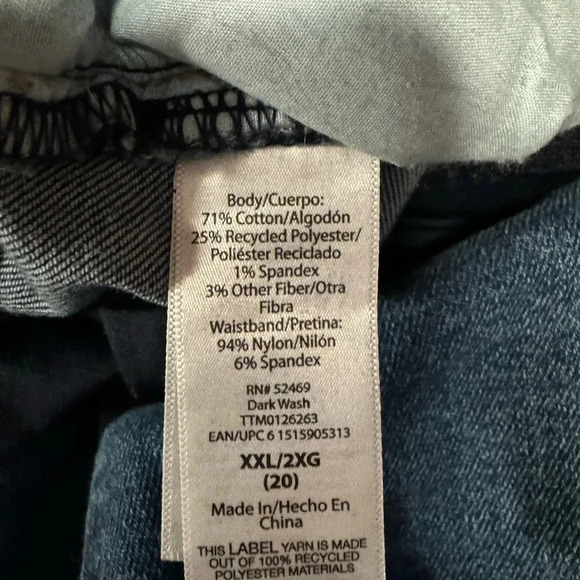 Body/Cuerpo:
71% Cotton/Algodón
25% Recycled Polyester/
Poliéster Reciclado
1% Spandex
3% Other Fiber/Otra
Fibra
Waistband/Pretina:
94% Nylon/Nilón
6% Spandex
RN# 52469
Dark Wash
TTM0126263
EAN/UPC 6 1515905313
XXL/2XG
(20)
Made In/Hecho En
China
THIS LABEL YARN IS MADE
OUT OF 100% RECYCLED
POLYESTER MATERIALS